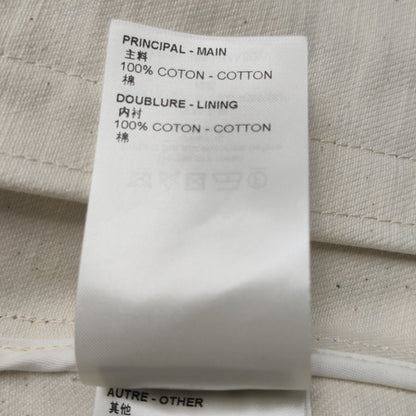 PRINCIPAL - MAIN
主料
100% COTON - COTTON
棉
DOUBLURE - LINING
内衬
100% COTON - COTTON
棉
AUTRE - OTHER
其他